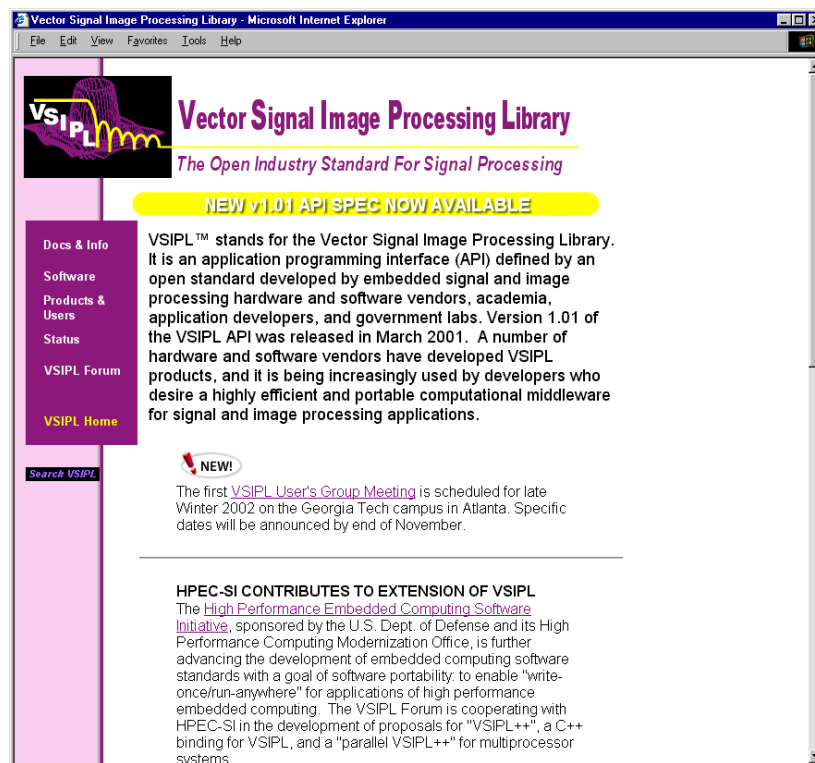 Vector Signal Image Processing Library - Microsoft Internet Explorer
File Edit View Favorites Tools Help
VSIPL
Vector Signal Image Processing Library
The Open Industry Standard For Signal Processing
NEW v1.01 API SPEC NOW AVAILABLE
Docs & Info
Software
Products &
Users
Status
VSIPL Forum
VSIPL Home
Search VSIPL
VSIPL™ stands for the Vector Signal Image Processing Library.
It is an application programming interface (API) defined by an
open standard developed by embedded signal and image
processing hardware and software vendors, academia,
application developers, and government labs. Version 1.01 of
the VSIPL API was released in March 2001. A number of
hardware and software vendors have developed VSIPL
products, and it is being increasingly used by developers who
desire a highly efficient and portable computational middleware
for signal and image processing applications.
NEW!
The first VSIPL User's Group Meeting is scheduled for late
Winter 2002 on the Georgia Tech campus in Atlanta. Specific
dates will be announced by end of November.
HPEC-SI CONTRIBUTES TO EXTENSION OF VSIPL
The High Performance Embedded Computing Software
Initiative, sponsored by the U.S. Dept. of Defense and its High
Performance Computing Modernization Office, is further
advancing the development of embedded computing software
standards with a goal of software portability: to enable "write-
once/run-anywhere" for applications of high performance
embedded computing. The VSIPL Forum is cooperating with
HPEC-SI in the development of proposals for "VSIPL++", a C++
binding for VSIPL, and a "parallel VSIPL++" for multiprocessor
systems.